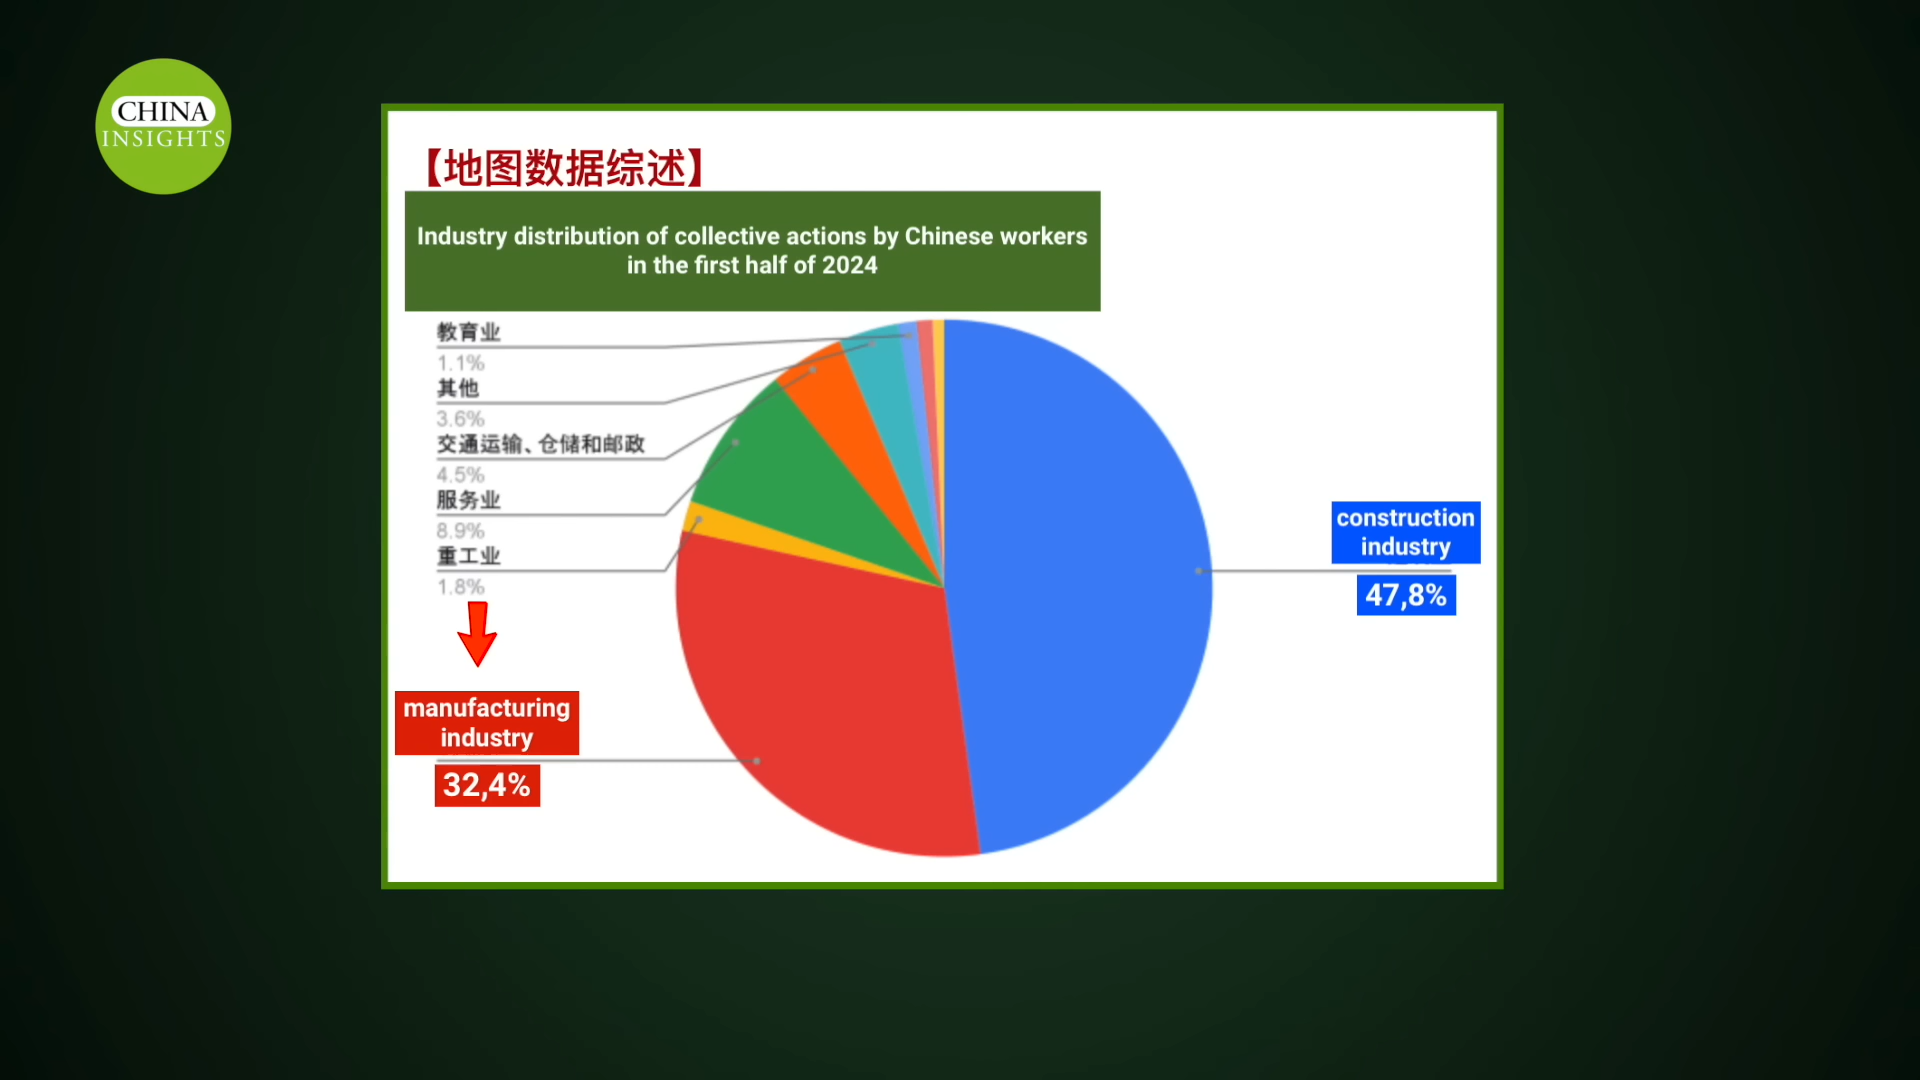 CHINA
INSIGHTS
【地图数据综述】
Industry distribution of collective actions by Chinese workers
in the first half of 2024
教育业
1.1%
其他
3.6%
交通运输、仓储和邮政
4.5%
服务业
8.9%
重工业
1.8%
manufacturing
industry
32,4%
construction
industry
47,8%